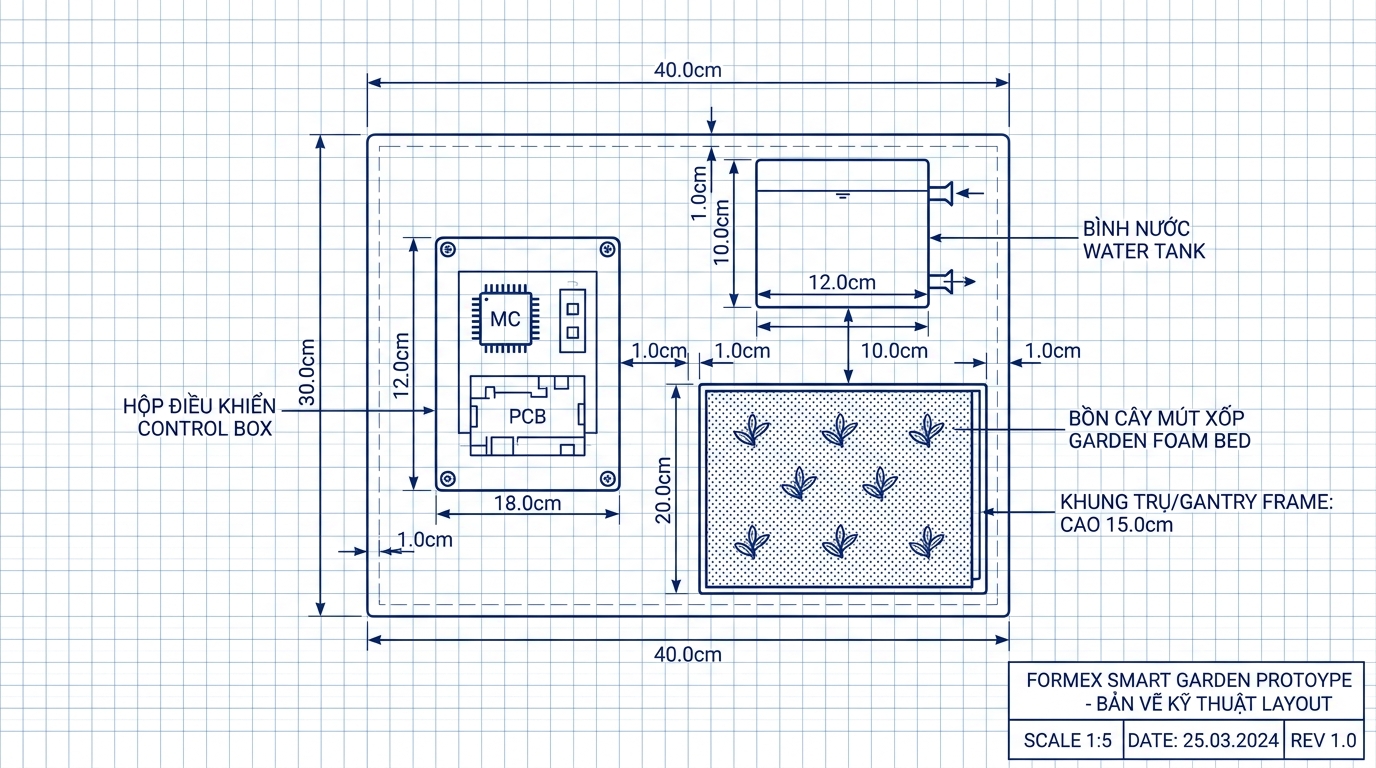 40.0cm
1.0cm
10.0cm
12.0cm
BÌNH NƯỚC
WATER TANK
30.0cm
12.0cm
MC
PCB
HỘP ĐIỀU KHIỂN
CONTROL BOX
18.0cm
1.0cm
1.0cm
1.0cm
10.0cm
1.0cm
20.0cm
BỒN CÂY MÚT XỐP
GARDEN FOAM BED
KHUNG TRỤ/GANTRY FRAME:
CAO 15.0cm
40.0cm
FORMEX SMART GARDEN PROTOYPE
- BẢN VẼ KỸ THUẬT LAYOUT
SCALE 1:5
DATE: 25.03.2024
REV 1.0